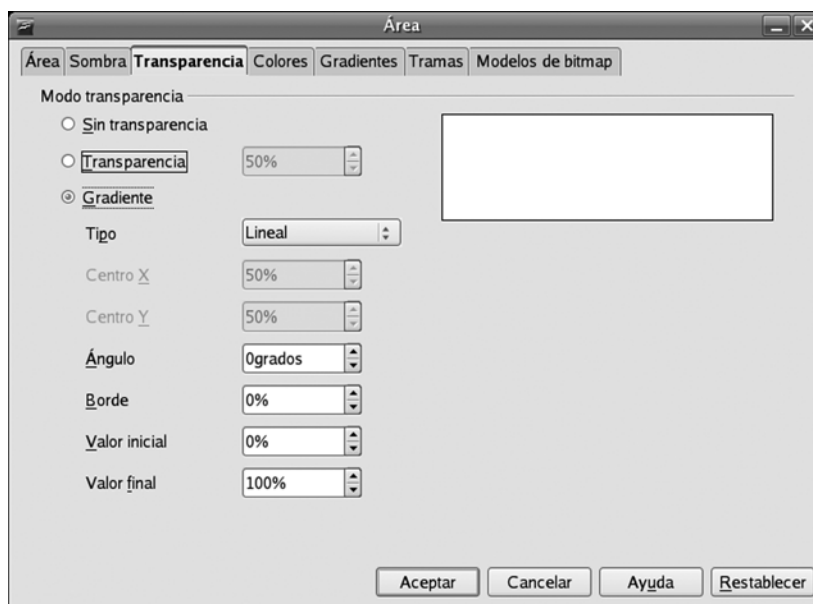 Área
Área Sombra Transparencia Colores Gradientes Tramas Modelos de bitmap
Modo transparencia
Sin transparencia
Transparencia 50%
Gradiente
Tipo Lineal
Centro X 50%
Centro Y 50%
Ángulo 0grados
Borde 0%
Valor inicial 0%
Valor final 100%
Aceptar Cancelar Ayuda Restablecer